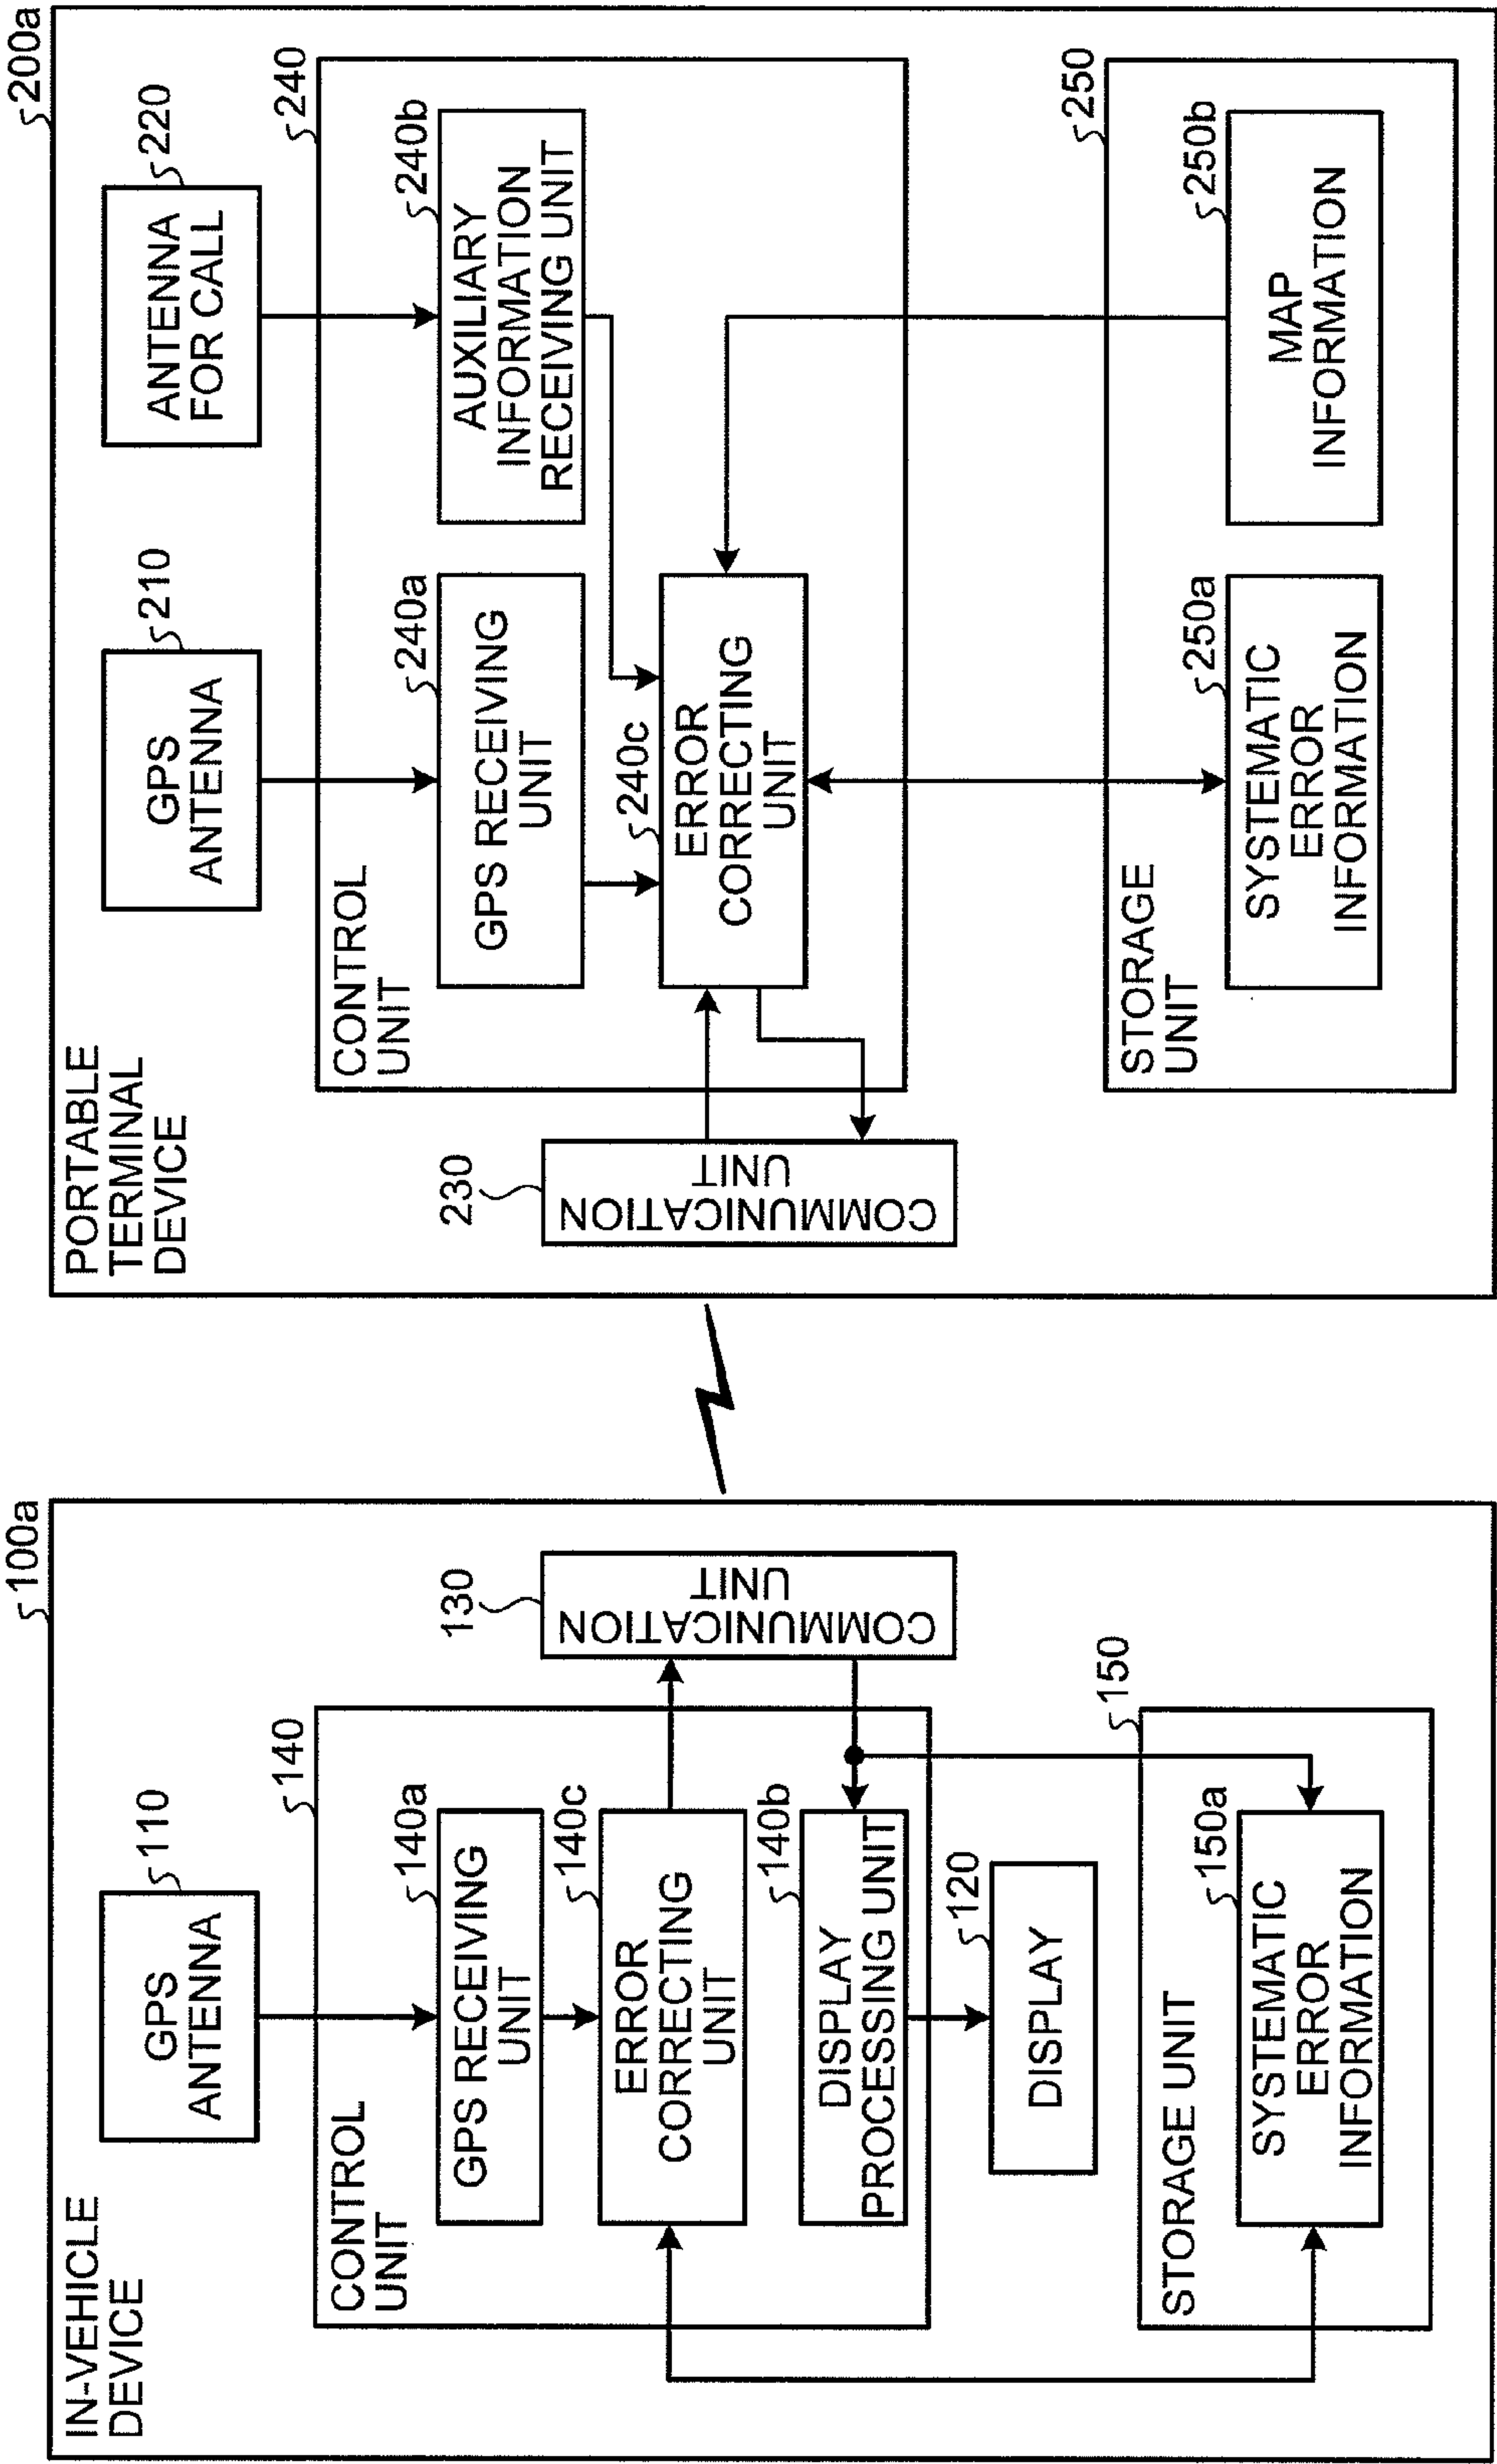 100a
IN-VEHICLE
DEVICE
110
GPS
ANTENNA
140
CONTROL
UNIT
140a
GPS RECEIVING
UNIT
140c
ERROR
CORRECTING
UNIT
140b
DISPLAY
PROCESSING UNIT
130
COMMUNICATION
UNIT
120
DISPLAY
150
STORAGE UNIT
150a
SYSTEMATIC
ERROR
INFORMATION
200a
PORTABLE
TERMINAL
DEVICE
210
GPS
ANTENNA
220
ANTENNA
FOR CALL
240
CONTROL
UNIT
240a
GPS RECEIVING
UNIT
240b
AUXILIARY
INFORMATION
RECEIVING UNIT
240c
ERROR
CORRECTING
UNIT
230
COMMUNICATION
UNIT
250
STORAGE
UNIT
250a
SYSTEMATIC
ERROR
INFORMATION
250b
MAP
INFORMATION